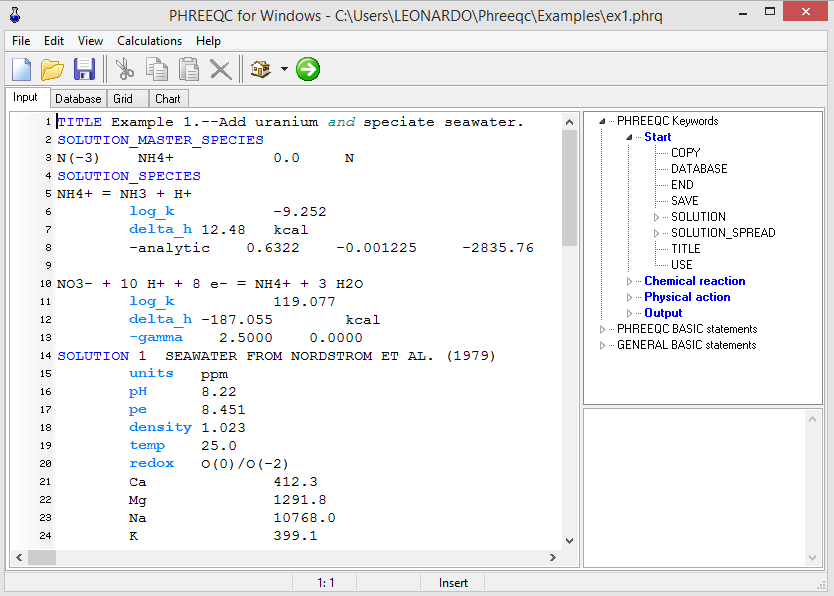 PHREEQC for Windows - C:\Users\LEONARDO\Phreeqc\Examples\ex1.phrq
File Edit View Calculations Help
Input Database Grid Chart
1 TITLE Example 1.--Add uranium and speciate seawater.
2 SOLUTION_MASTER_SPECIES
3 N(-3) NH4+ 0.0 N
4 SOLUTION_SPECIES
5 NH4+ = NH3 + H+
6 log_k -9.252
7 delta_h 12.48 kcal
8 -analytic 0.6322 -0.001225 -2835.76
9
10 NO3- + 10 H+ + 8 e- = NH4+ + 3 H2O
11 log_k 119.077
12 delta_h -187.055 kcal
13 -gamma 2.5000 0.0000
14 SOLUTION 1 SEAWATER FROM NORDSTROM ET AL. (1979)
15 units ppm
16 pH 8.22
17 pe 8.451
18 density 1.023
19 temp 25.0
20 redox O(0)/O(-2)
21 Ca 412.3
22 Mg 1291.8
23 Na 10768.0
24 K 399.1
PHREEQC Keywords
Start
COPY
DATABASE
END
SAVE
SOLUTION
SOLUTION_SPREAD
TITLE
USE
Chemical reaction
Physical action
Output
PHREEQC BASIC statements
GENERAL BASIC statements
1: 1 Insert